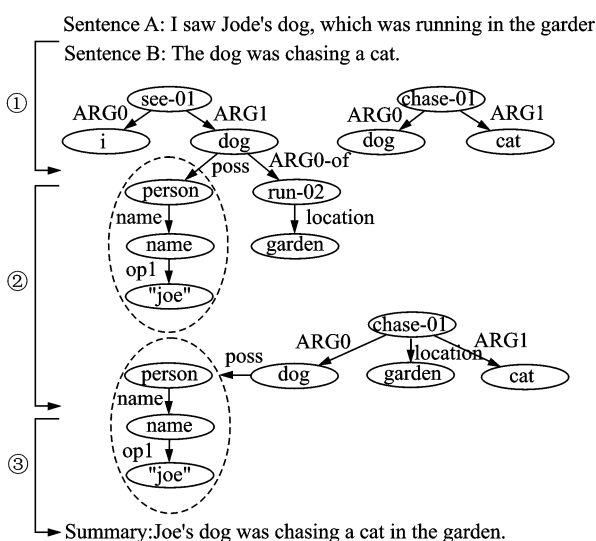 Sentence A: I saw Jode's dog, which was running in the garder
Sentence B: The dog was chasing a cat.
①
see-01
chase-01
ARG0
ARG1
ARG0
ARG1
i
dog
dog
cat
poss
ARG0-of
person
run-02
name
location
name
garden
②
op1
"joe"
chase-01
ARG0
location
ARG1
poss
person
dog
garden
cat
name
name
③
op1
"joe"
Summary:Joe's dog was chasing a cat in the garden.